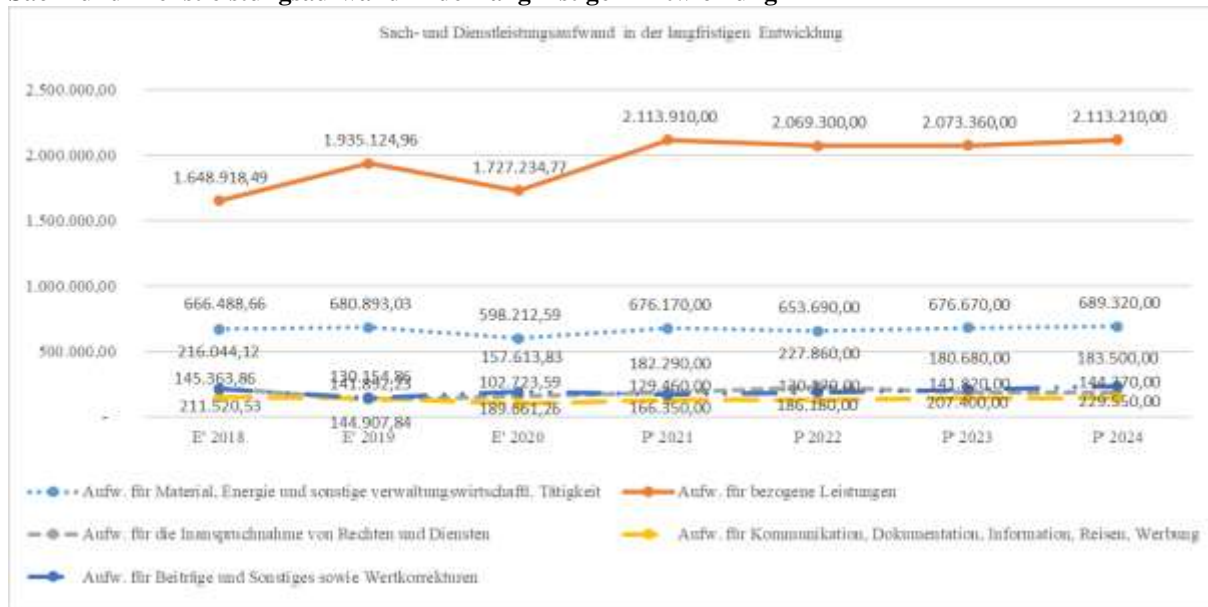 Sach- und Dienstleistungsaufwand in der langfristigen Entwicklung
2.500.000,00
2.113.910,00 2.069.300,00 2.073.360,00 2.113.210,00
1.935.124,96
2.000.000,00
1.727.234,77
1.648.918,49
1.500.000,00
1.000.000,00
666.488,66 680.893,03 598.212,59 676.170,00 653.690,00 676.670,00 689.320,00
500.000,00
216.044,12 157.613,83 182.290,00 227.860,00 180.680,00 183.500,00
145.363,86 130.154,86 102.723,59 129.460,00 141.820,00
141.892,23
211.520,53 144.907,84 189.661,26 166.350,00 186.180,00 207.400,00 229.550,00
-
E' 2018 E' 2019 E' 2020 P' 2021 P' 2022 P' 2023 P' 2024
Aufw. für Material, Energie und sonstige verwaltungswirtschaftl. Tätigkeit Aufw. für bezogene Leistungen
Aufw. für die Inanspruchnahme von Rechten und Diensten Aufw. für Kommunikation, Dokumentation, Information, Reisen, Werbung
Aufw. für Beiträge und Sonstiges sowie Wertkorrekturen